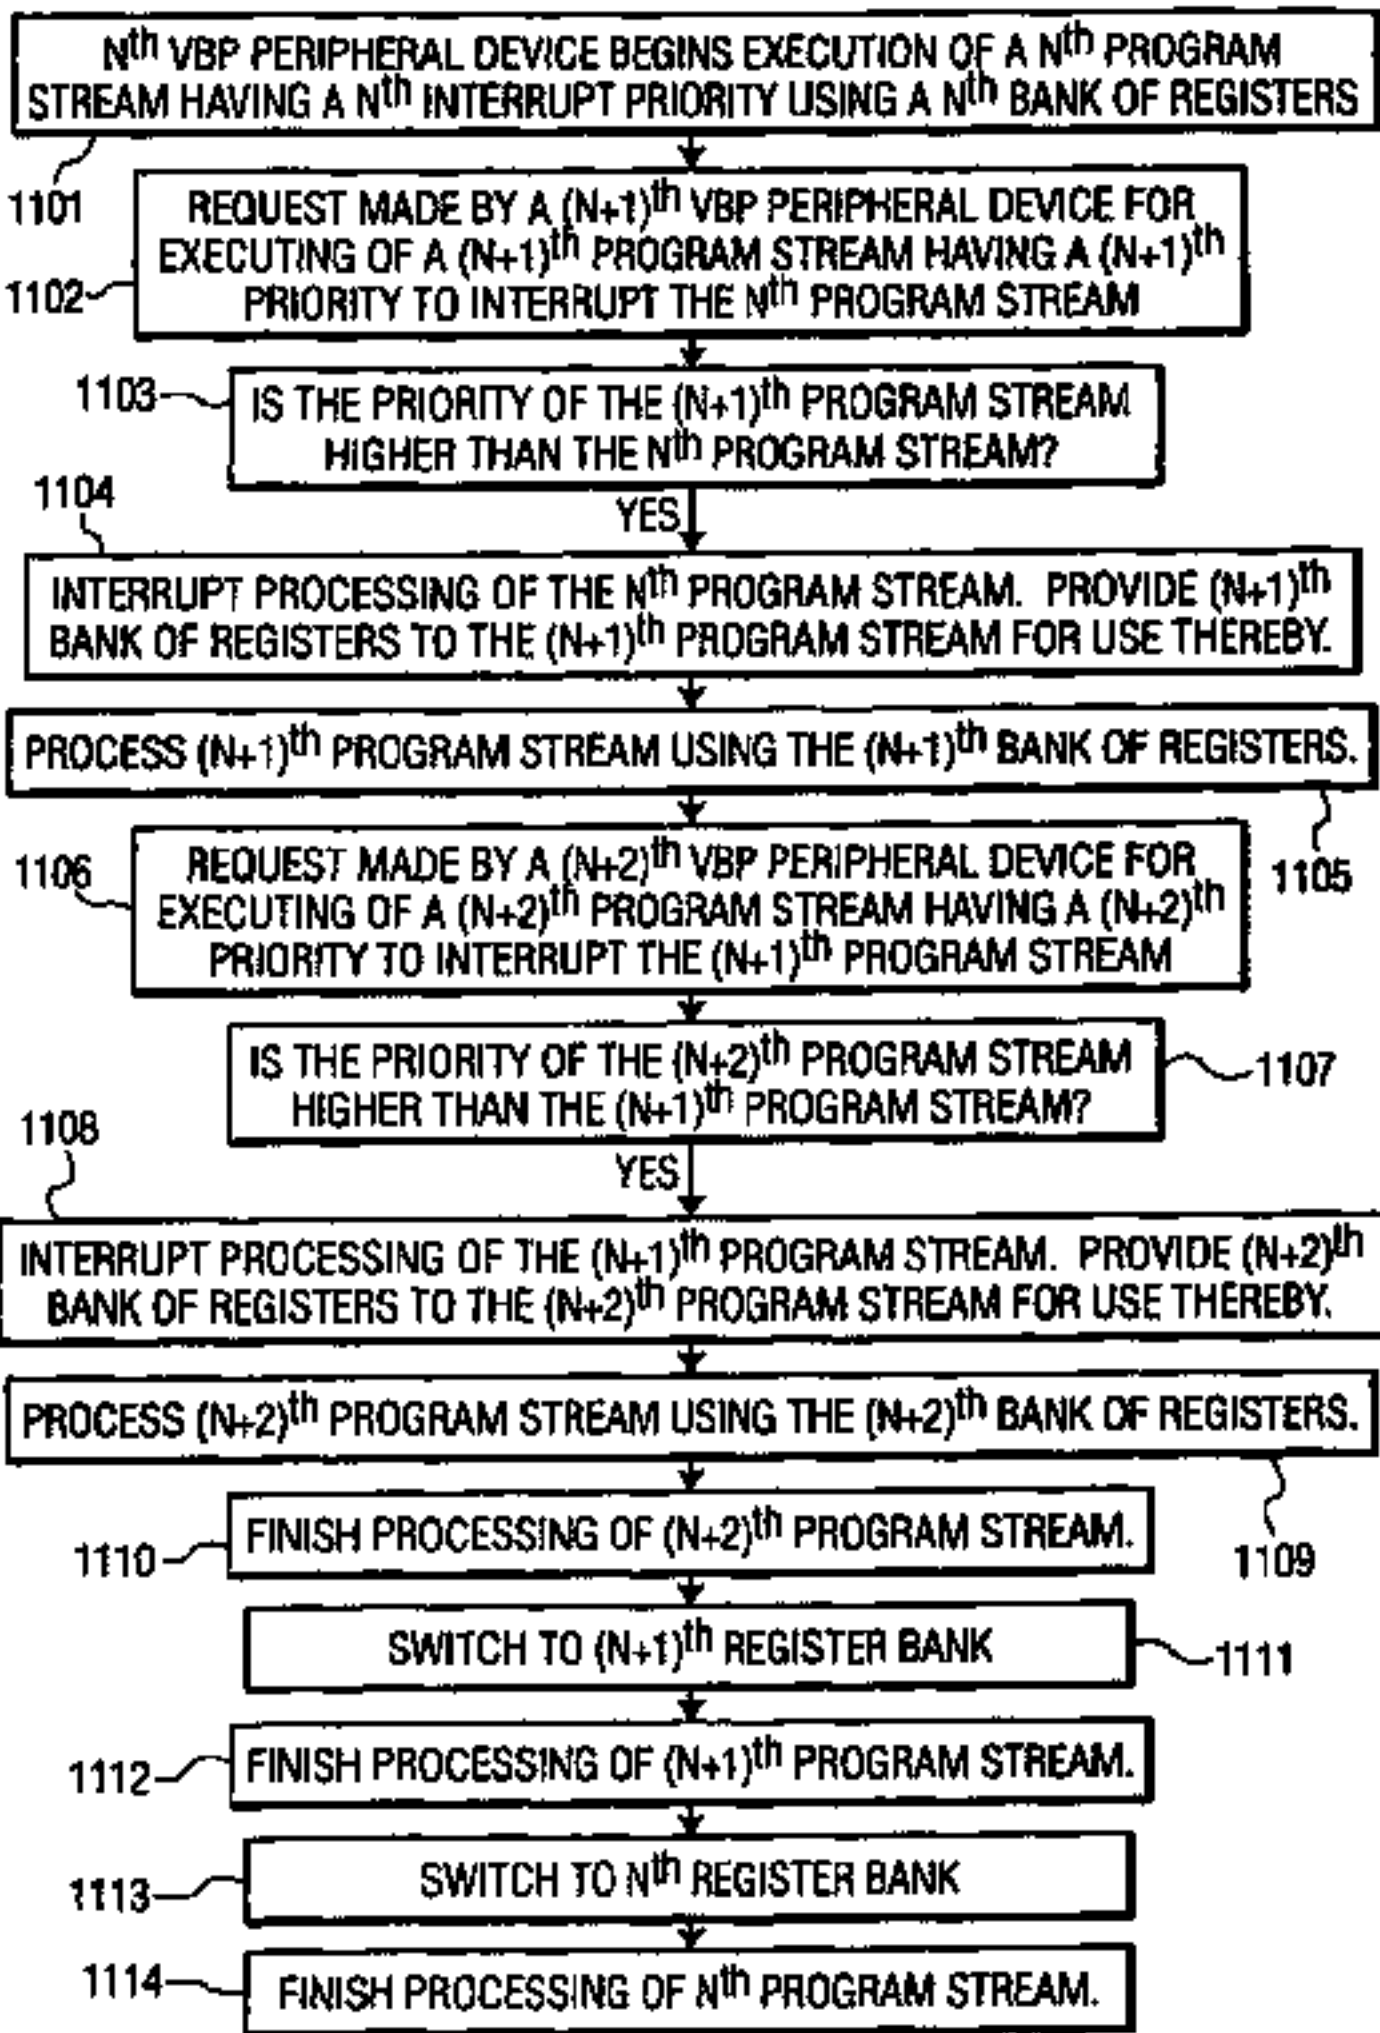 Nth VBP PERIPHERAL DEVICE BEGINS EXECUTION OF A Nth PROGRAM
STREAM HAVING A Nth INTERRUPT PRIORITY USING A Nth BANK OF REGISTERS
1101
REQUEST MADE BY A (N+1)th VBP PERIPHERAL DEVICE FOR
EXECUTING OF A (N+1)th PROGRAM STREAM HAVING A (N+1)th
PRIORITY TO INTERRUPT THE Nth PROGRAM STREAM
1102
1103
IS THE PRIORITY OF THE (N+1)th PROGRAM STREAM
HIGHER THAN THE Nth PROGRAM STREAM?
1104
YES
INTERRUPT PROCESSING OF THE Nth PROGRAM STREAM. PROVIDE (N+1)th
BANK OF REGISTERS TO THE (N+1)th PROGRAM STREAM FOR USE THEREBY.
PROCESS (N+1)th PROGRAM STREAM USING THE (N+1)th BANK OF REGISTERS.
1105
1106
REQUEST MADE BY A (N+2)th VBP PERIPHERAL DEVICE FOR
EXECUTING OF A (N+2)th PROGRAM STREAM HAVING A (N+2)th
PRIORITY TO INTERRUPT THE (N+1)th PROGRAM STREAM
IS THE PRIORITY OF THE (N+2)th PROGRAM STREAM
HIGHER THAN THE (N+1)th PROGRAM STREAM?
1107
1108
YES
INTERRUPT PROCESSING OF THE (N+1)th PROGRAM STREAM. PROVIDE (N+2)th
BANK OF REGISTERS TO THE (N+2)th PROGRAM STREAM FOR USE THEREBY.
PROCESS (N+2)th PROGRAM STREAM USING THE (N+2)th BANK OF REGISTERS.
1109
FINISH PROCESSING OF (N+2)th PROGRAM STREAM.
1110
SWITCH TO (N+1)th REGISTER BANK
1111
FINISH PROCESSING OF (N+1)th PROGRAM STREAM.
1112
SWITCH TO Nth REGISTER BANK
1113
FINISH PROCESSING OF Nth PROGRAM STREAM.
1114